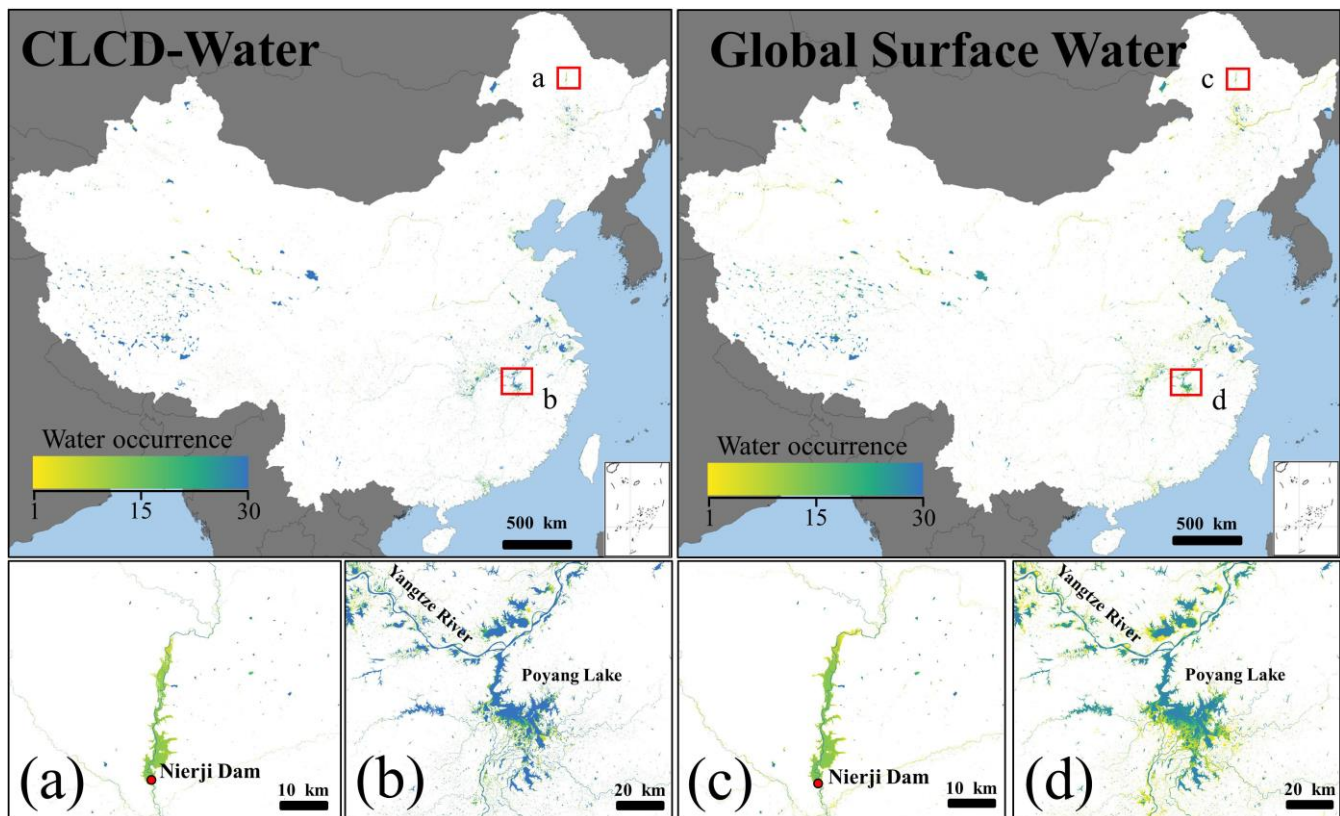 CLCD-Water
a
b
Water occurrence
1 15 30
500 km
Global Surface Water
c
d
Water occurrence
1 15 30
500 km
(a)
Nierji Dam
10 km
(b)
Yangtze River
Poyang Lake
20 km
(c)
Nierji Dam
10 km
(d)
Yangtze River
Poyang Lake
20 km